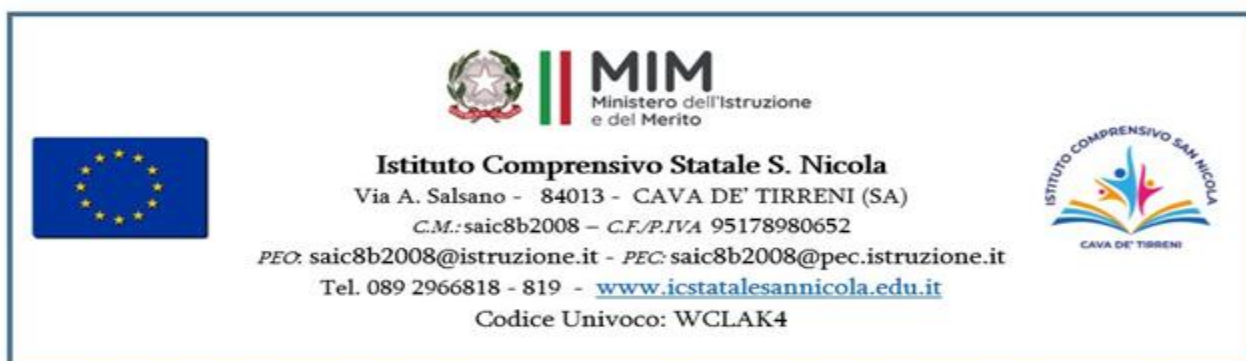 MIM
Ministero dell'Istruzione
e del Merito
Istituto Comprensivo Statale S. Nicola
Via A. Salsano - 84013 - CAVA DE' TIRRENI (SA)
C.M.: saic8b2008 – C.F./P.IVA 95178980652
PEO: saic8b2008@istruzione.it - PEC: saic8b2008@pec.istruzione.it
Tel. 089 2966818 - 819 - www.icstatalesannicola.edu.it
Codice Univoco: WCLAK4
ISTITUTO COMPRENSIVO SAN NICOLA
CAVA DE' TIRRENI